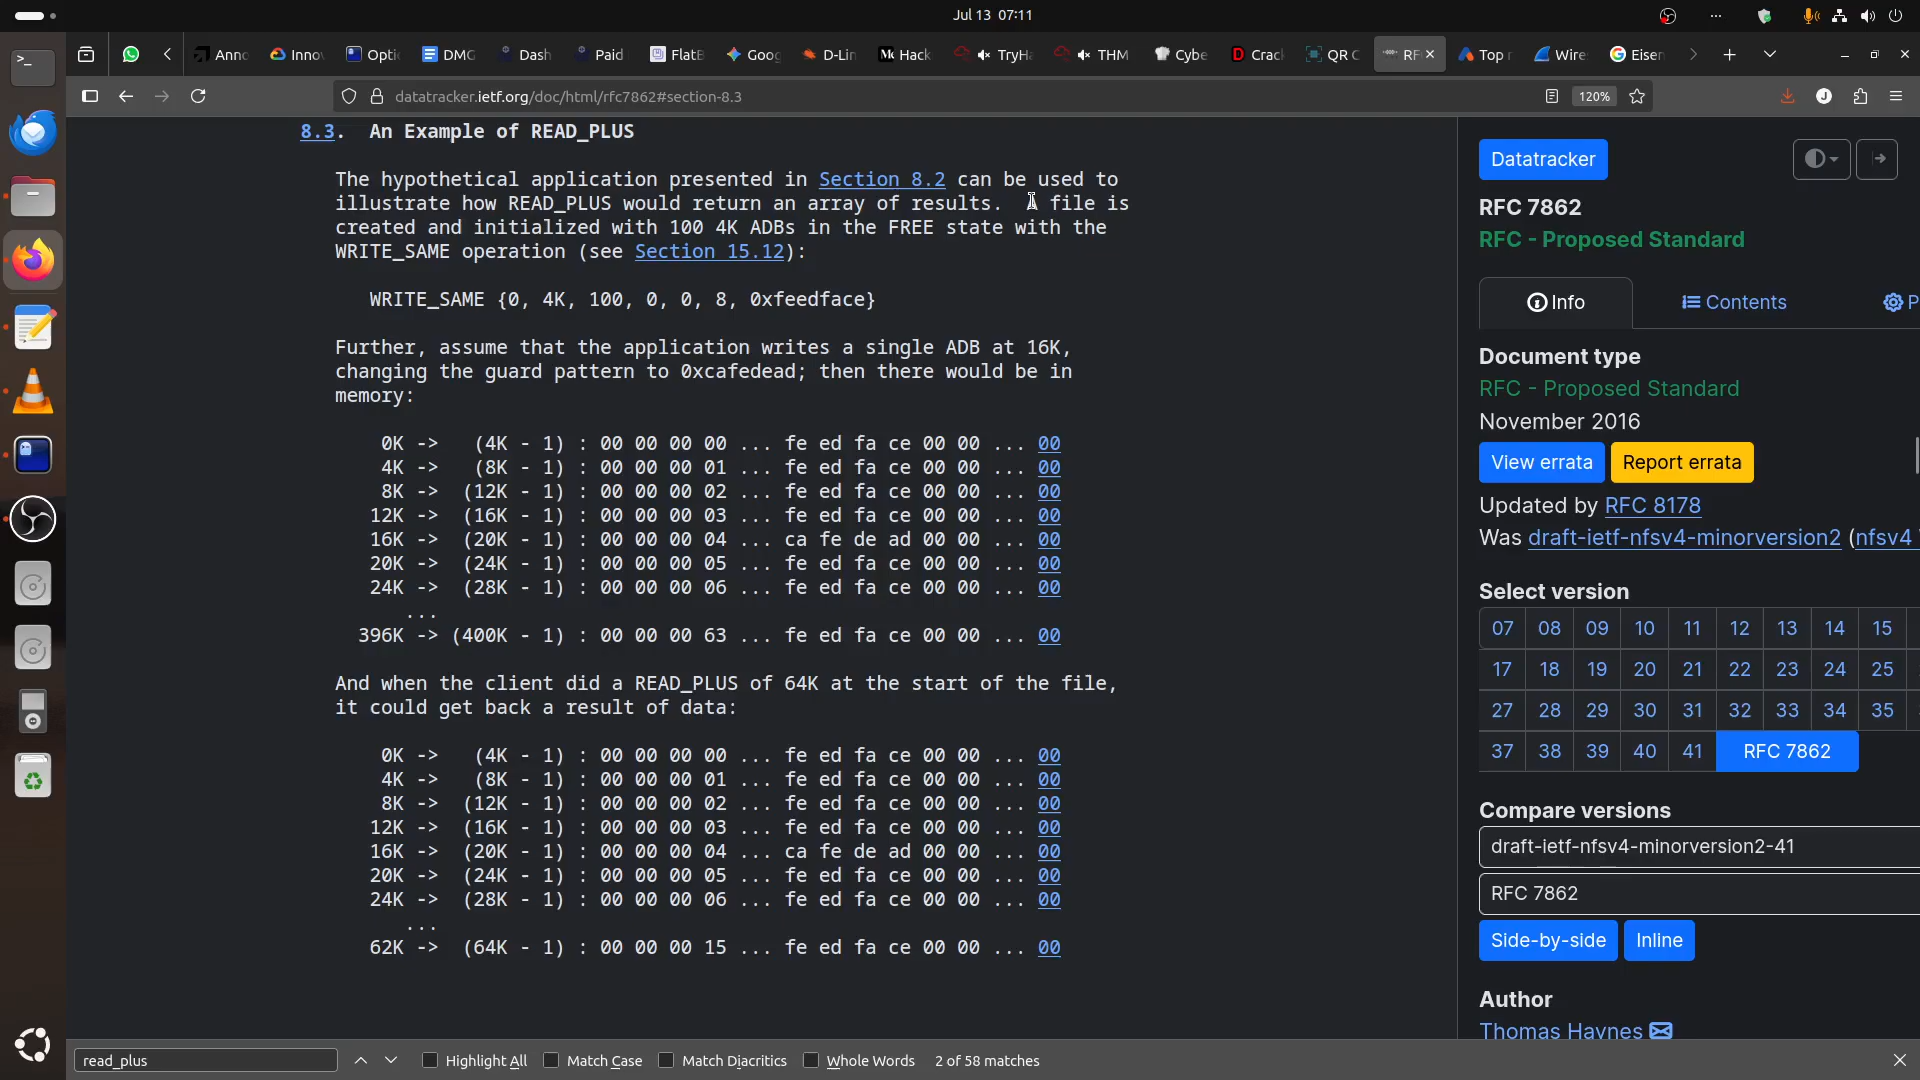 Jul 13 07:11
Anno
Innov
Opti
DMG
Dash
Paid
FlatB
Goog
D-Lin
Hack
TryHa
THM
Cybe
Crac
QR C
RF
Top r
Wire
Eisen
datatracker.ietf.org/doc/html/rfc7862#section-8.3
120%
8.3. An Example of READ_PLUS
The hypothetical application presented in Section 8.2 can be used to
illustrate how READ_PLUS would return an array of results. A file is
created and initialized with 100 4K ADBs in the FREE state with the
WRITE_SAME operation (see Section 15.12):
WRITE_SAME {0, 4K, 100, 0, 0, 8, 0xfeedface}
Further, assume that the application writes a single ADB at 16K,
changing the guard pattern to 0xcafedead; then there would be in
memory:
0K -> (4K - 1) : 00 00 00 00 ... fe ed fa ce 00 00 ... 00
4K -> (8K - 1) : 00 00 00 01 ... fe ed fa ce 00 00 ... 00
8K -> (12K - 1) : 00 00 00 02 ... fe ed fa ce 00 00 ... 00
12K -> (16K - 1) : 00 00 00 03 ... fe ed fa ce 00 00 ... 00
16K -> (20K - 1) : 00 00 00 04 ... ca fe de ad 00 00 ... 00
20K -> (24K - 1) : 00 00 00 05 ... fe ed fa ce 00 00 ... 00
24K -> (28K - 1) : 00 00 00 06 ... fe ed fa ce 00 00 ... 00
...
396K -> (400K - 1) : 00 00 00 63 ... fe ed fa ce 00 00 ... 00
And when the client did a READ_PLUS of 64K at the start of the file,
it could get back a result of data:
0K -> (4K - 1) : 00 00 00 00 ... fe ed fa ce 00 00 ... 00
4K -> (8K - 1) : 00 00 00 01 ... fe ed fa ce 00 00 ... 00
8K -> (12K - 1) : 00 00 00 02 ... fe ed fa ce 00 00 ... 00
12K -> (16K - 1) : 00 00 00 03 ... fe ed fa ce 00 00 ... 00
16K -> (20K - 1) : 00 00 00 04 ... ca fe de ad 00 00 ... 00
20K -> (24K - 1) : 00 00 00 05 ... fe ed fa ce 00 00 ... 00
24K -> (28K - 1) : 00 00 00 06 ... fe ed fa ce 00 00 ... 00
...
62K -> (64K - 1) : 00 00 00 15 ... fe ed fa ce 00 00 ... 00
Datatracker
RFC 7862
RFC - Proposed Standard
Info
Contents
P
Document type
RFC - Proposed Standard
November 2016
View errata
Report errata
Updated by RFC 8178
Was draft-ietf-nfsv4-minorversion2 (nfsv4
Select version
07 08 09 10 11 12 13 14 15
17 18 19 20 21 22 23 24 25
27 28 29 30 31 32 33 34 35
37 38 39 40 41 RFC 7862
Compare versions
draft-ietf-nfsv4-minorversion2-41
RFC 7862
Side-by-side
Inline
Author
Thomas Haynes
read_plus
Highlight All
Match Case
Match Diacritics
Whole Words
2 of 58 matches